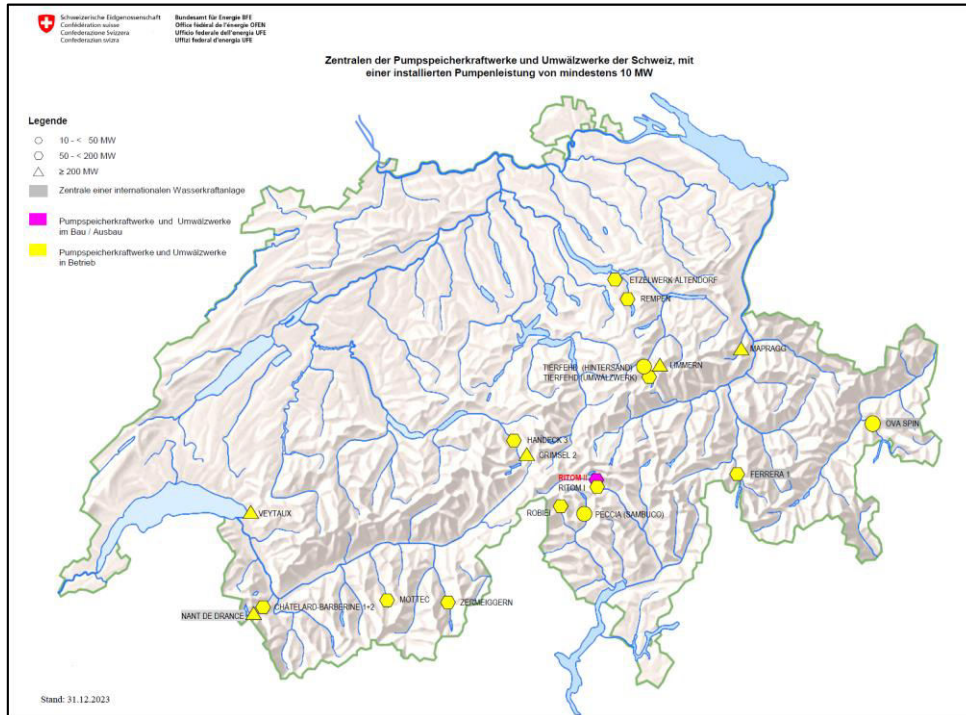 Schweizerische Eidgenossenschaft
Confédération suisse
Confederazione Svizzera
Confederaziun svizra
Bundesamt für Energie BFE
Office fédéral de l'énergie OFEN
Ufficio federale dell'energia UFE
Uffizi federal d'energia UFE
Zentralen der Pumpspeicherkraftwerke und Umwälzwerke der Schweiz, mit
einer installierten Pumpenleistung von mindestens 10 MW
Legende
10 - < 50 MW
50 - < 200 MW
≥ 200 MW
Zentrale einer internationalen Wasserkraftanlage
Pumpspeicherkraftwerke und Umwälzwerke
im Bau / Ausbau
Pumpspeicherkraftwerke und Umwälzwerke
in Betrieb
ETZELWERK ALTENDORF
REMPEN
MAPRAGG
TIERFEHD (HINTERSAND)
LIMMERN
TIERFEHD (UMWÄLZWERK)
OVA SPIN
HANDECK 3
GRIMSEL 2
RITOM II
RITOM I
FERRERA 1
ROBIEI
PECCIA (SAMBUCO)
VEYTAUX
MOTTEC
ZERMEIGGERN
CHÂTELARD-BARBERINE 1+2
NANT DE DRANCE
Stand: 31.12.2023